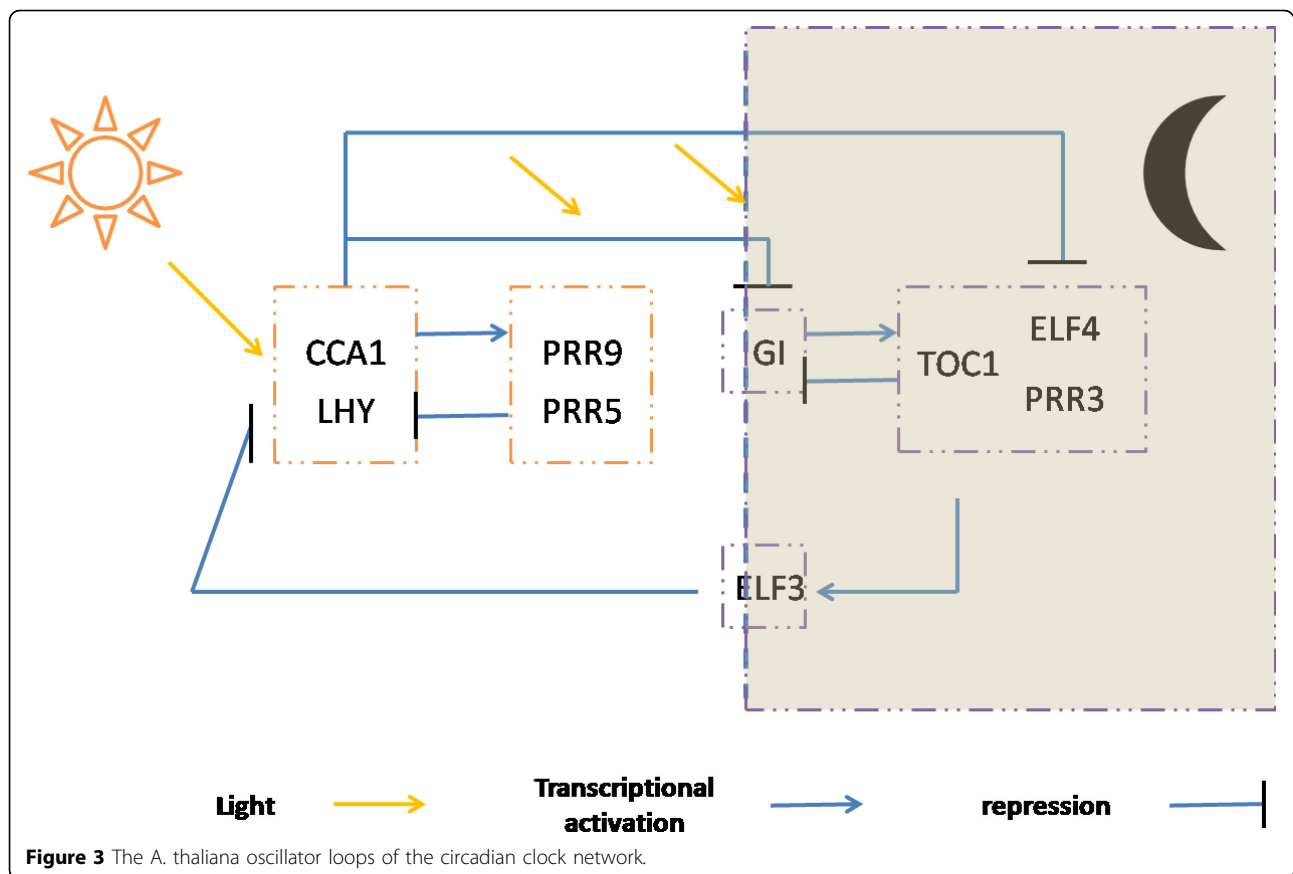 CCA1
LHY
PRR9
PRR5
GI
TOC1
ELF4
PRR3
ELF3
Light
Transcriptional
activation
repression
Figure 3 The A. thaliana oscillator loops of the circadian clock network.